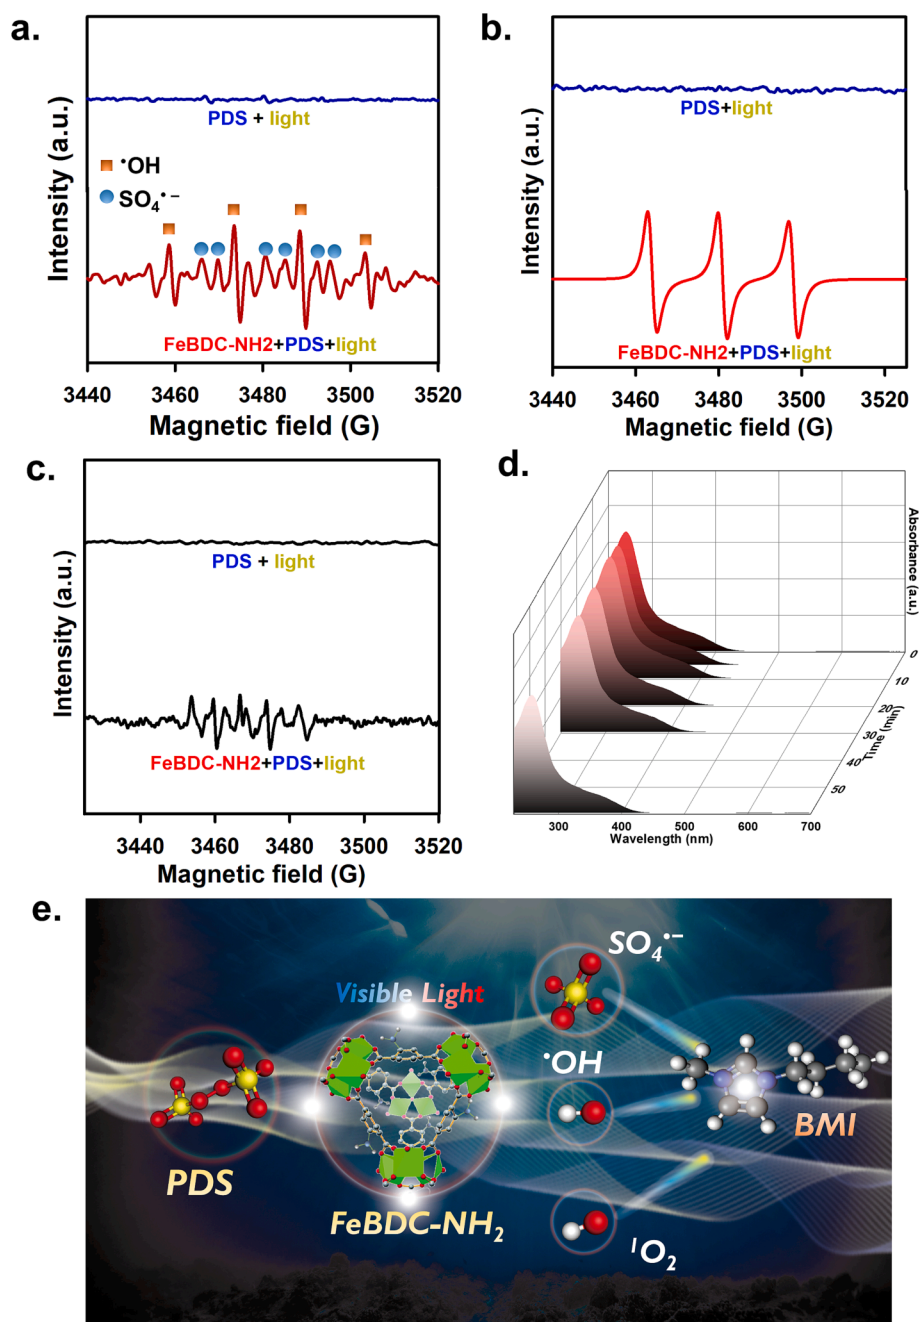 a.
Intensity (a.u.)
PDS + light
•OH
SO₄•−
FeBDC-NH2+PDS+light
3440 3460 3480 3500 3520
Magnetic field (G)
b.
Intensity (a.u.)
PDS+light
FeBDC-NH2+PDS+light
3440 3460 3480 3500 3520
Magnetic field (G)
c.
Intensity (a.u.)
PDS + light
FeBDC-NH2+PDS+light
3440 3460 3480 3500 3520
Magnetic field (G)
d.
Absorbance (a.u.)
0
10
20
30
40
50
Time (min)
300 400 500 600 700
Wavelength (nm)
e.
SO₄•−
Visible Light
•OH
BMI
PDS
FeBDC-NH₂
¹O₂